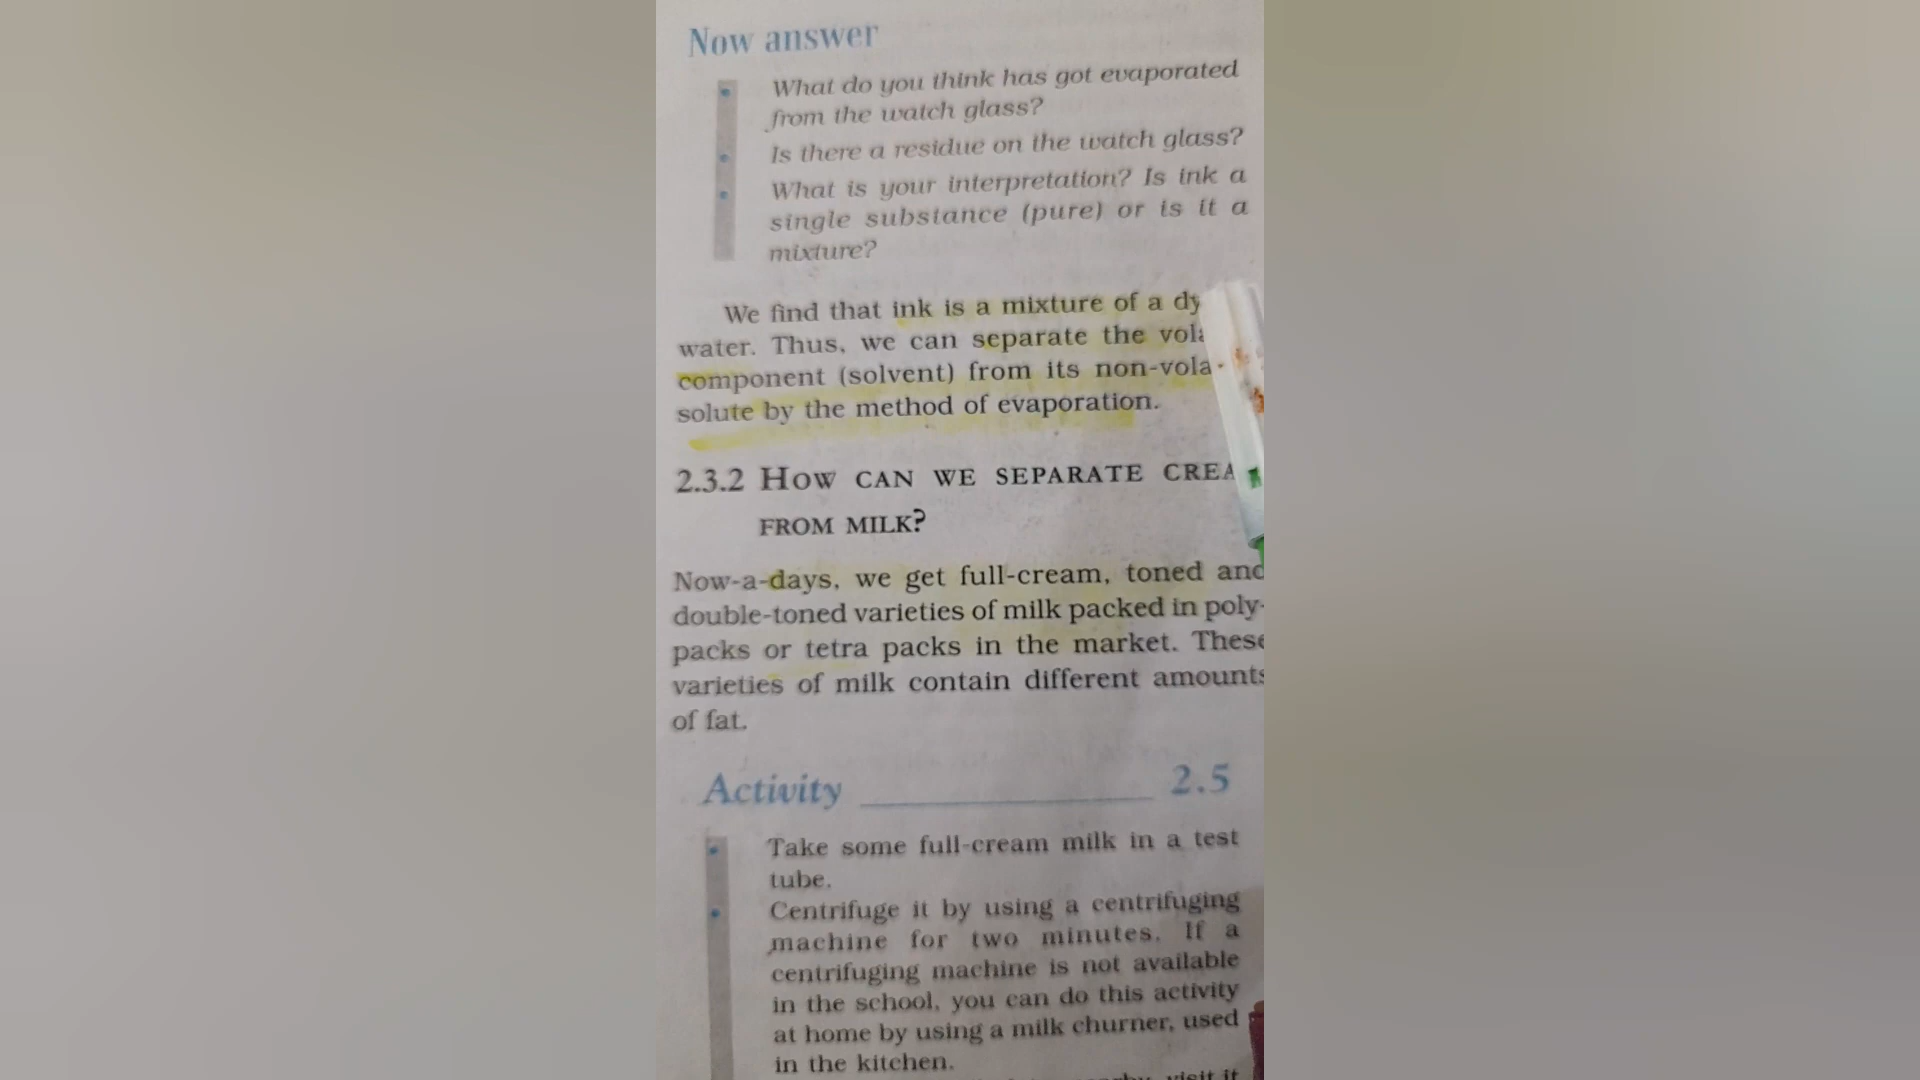 Now answer
• What do you think has got evaporated
from the watch glass?
• Is there a residue on the watch glass?
• What is your interpretation? Is ink a
single substance (pure) or is it a
mixture?
We find that ink is a mixture of a
water. Thus, we can separate the
component (solvent) from its
solute by the method of evaporation.
2.3.2 HOW CAN WE SEPARATE
FROM MILK?
Now-a-days, we get full-cream, toned and
double-toned varieties of milk packed in poly-
packs or tetra packs in the market. These
varieties of milk contain different amounts
of fat.
Activity 2.5
• Take some full-cream milk in a test
tube.
• Centrifuge it by using a centrifuging
machine for two minutes. If a
centrifuging machine is not available
in the school, you can do this activity
at home by using a milk churner, used
in the kitchen.
visit it